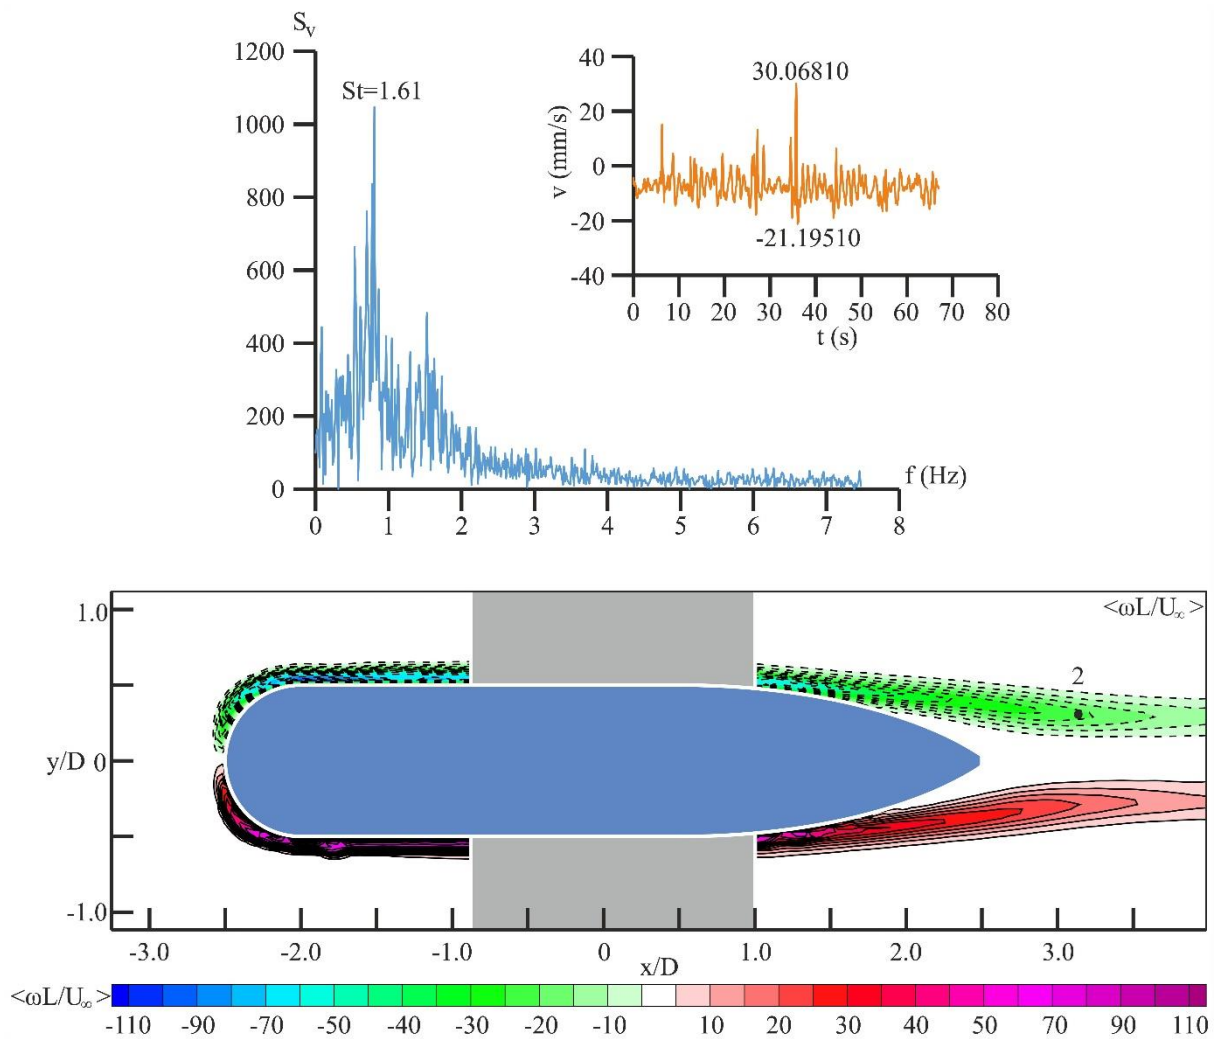 S_v
1200
1000
800
600
400
200
0
St=1.61
0 1 2 3 4 5 6 7 8
f (Hz)
v (mm/s)
40
20
0
-20
-40
30.06810
-21.19510
0 10 20 30 40 50 60 70 80
t (s)
<ωL/U∞>
1.0
y/D 0
-1.0
2
-3.0 -2.0 -1.0 0 1.0 2.0 3.0
x/D
<ωL/U∞>
-110 -90 -70 -50 -40 -30 -20 -10 10 20 30 40 50 70 90 110